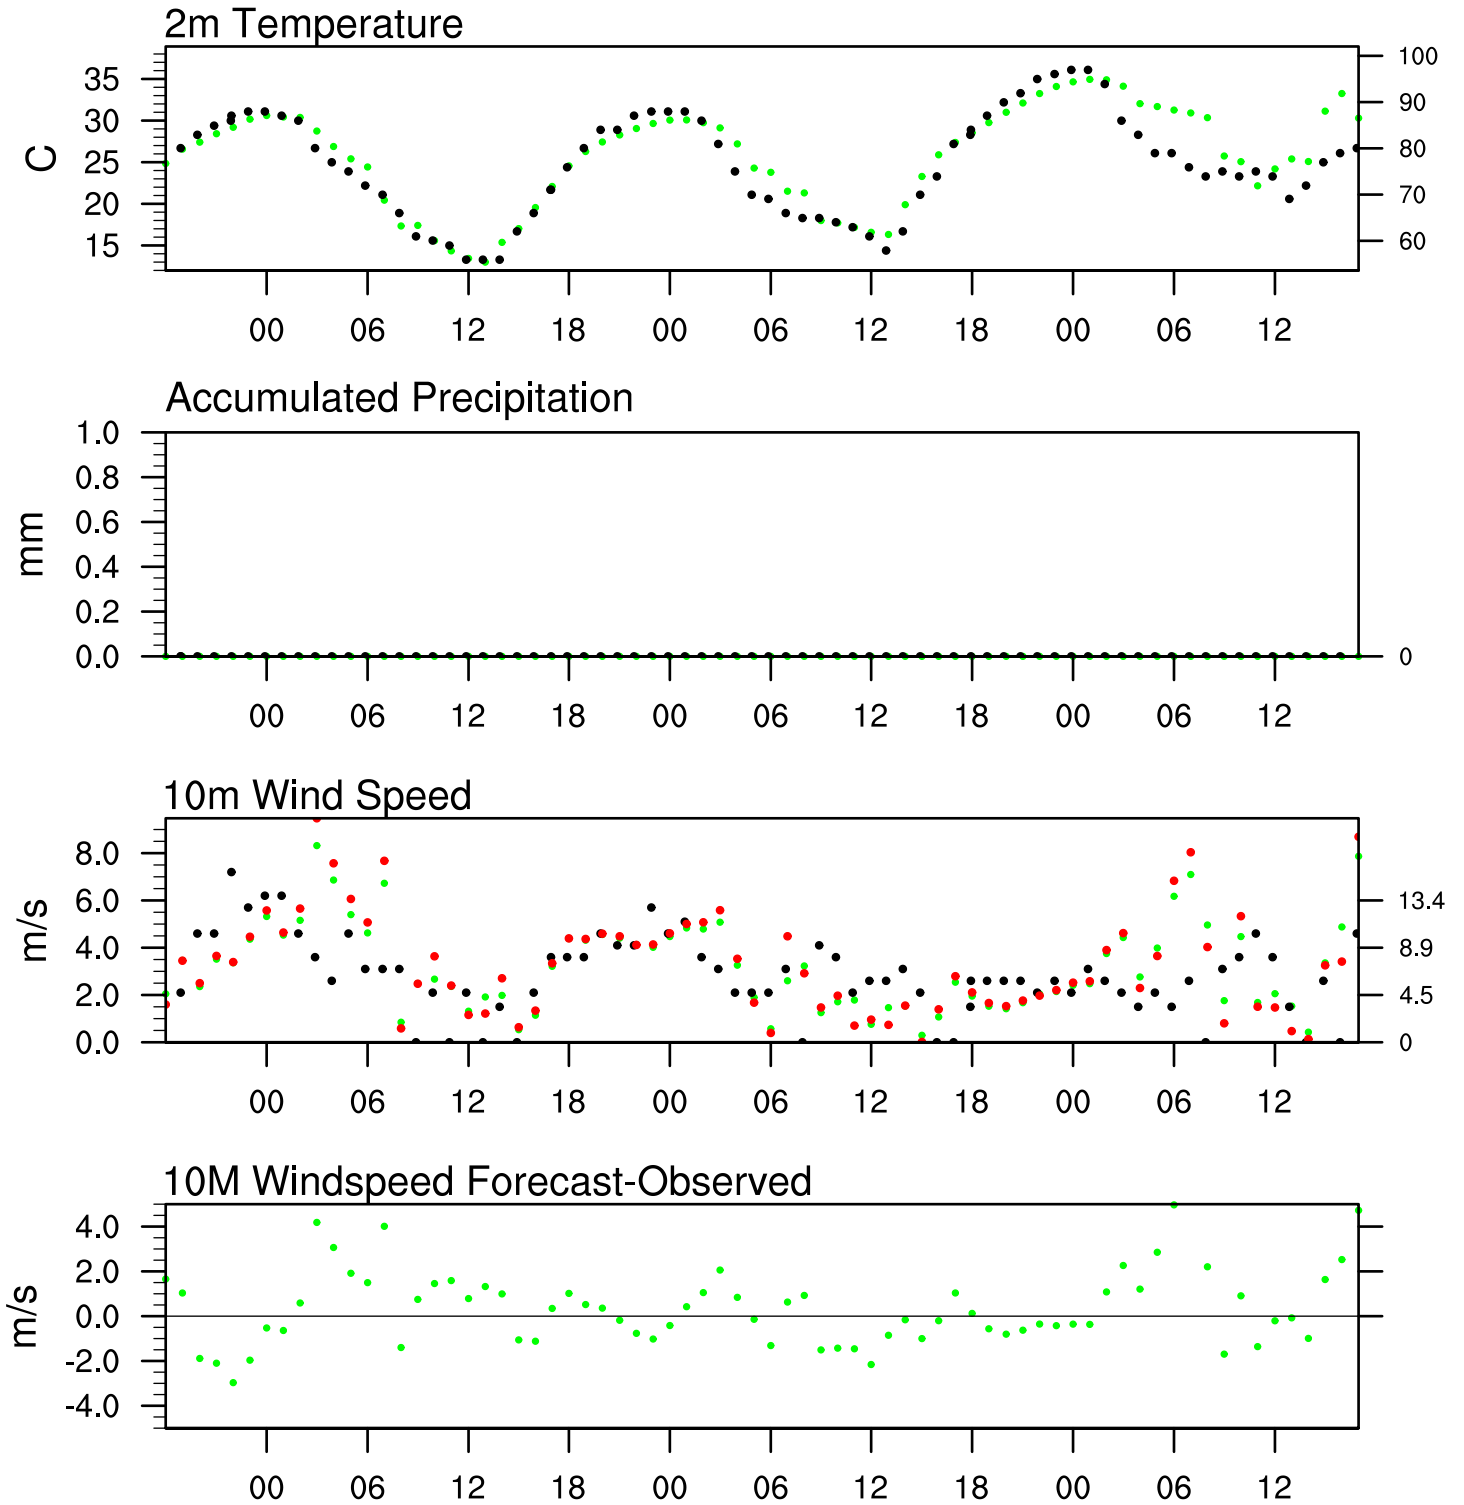 2m Temperature
C
35
30
25
20
15
100
90
80
70
60
00 06 12 18 00 06 12 18 00 06 12
Accumulated Precipitation
mm
1.0
0.8
0.6
0.4
0.2
0.0
0
00 06 12 18 00 06 12 18 00 06 12
10m Wind Speed
m/s
8.0
6.0
4.0
2.0
0.0
13.4
8.9
4.5
0
00 06 12 18 00 06 12 18 00 06 12
10M Windspeed Forecast-Observed
m/s
4.0
2.0
0.0
-2.0
-4.0
00 06 12 18 00 06 12 18 00 06 12